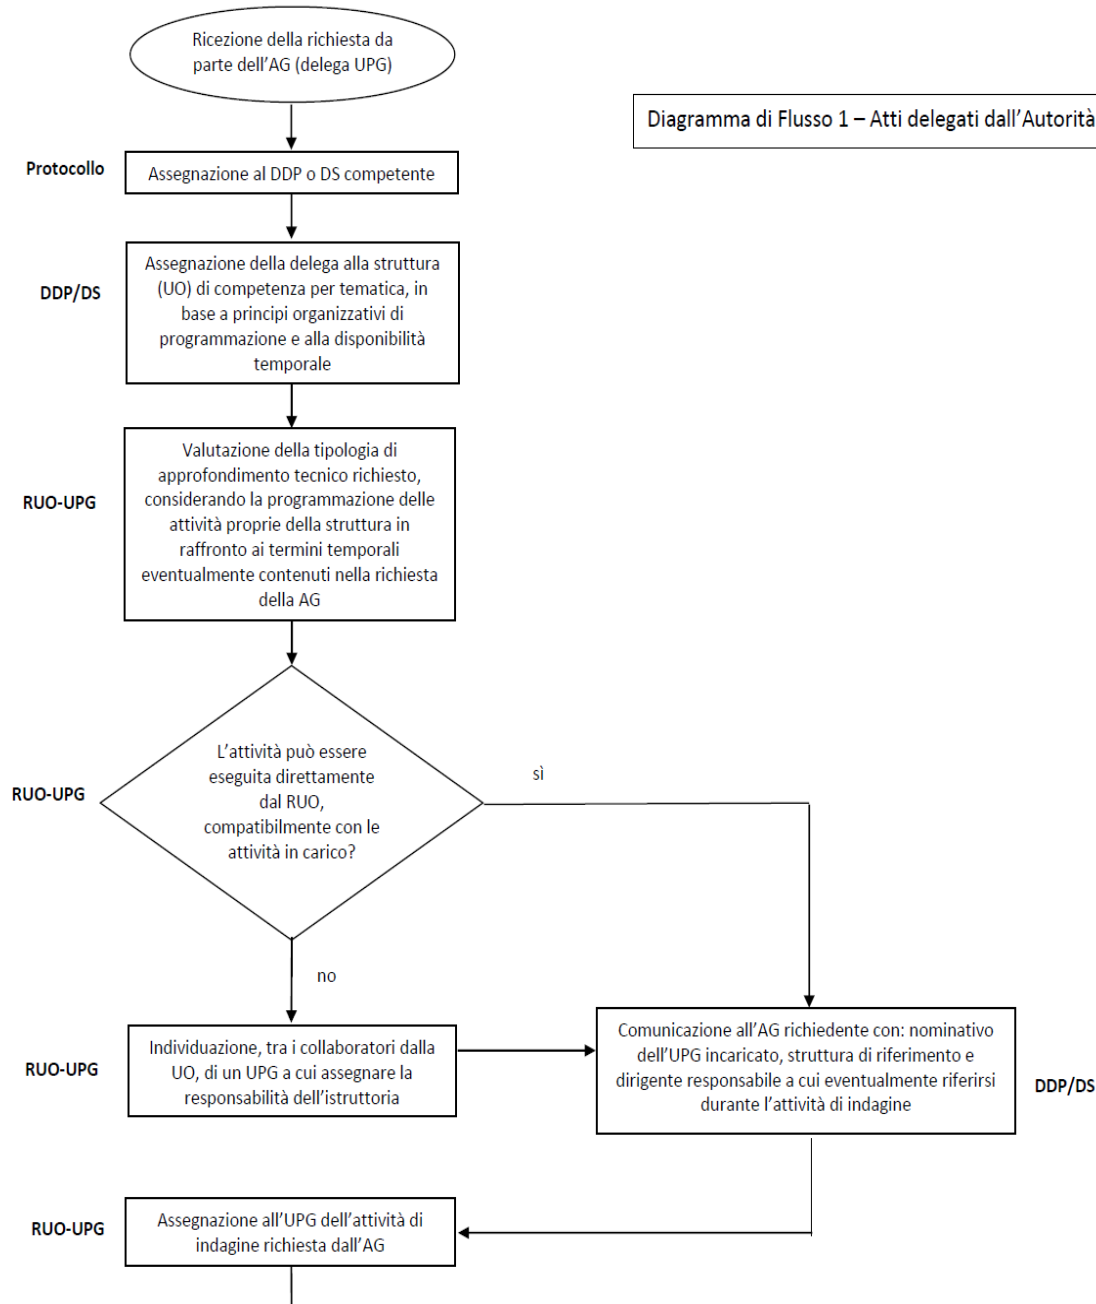 Ricezione della richiesta da
parte dell'AG (delega UPG)
Diagramma di Flusso 1 – Atti delegati dall'Autorità
Protocollo
Assegnazione al DDP o DS competente
DDP/DS
Assegnazione della delega alla struttura
(UO) di competenza per tematica, in
base a principi organizzativi di
programmazione e alla disponibilità
temporale
RUO-UPG
Valutazione della tipologia di
approfondimento tecnico richiesto,
considerando la programmazione delle
attività proprie della struttura in
raffronto ai termini temporali
eventualmente contenuti nella richiesta
della AG
RUO-UPG
L'attività può essere
eseguita direttamente
dal RUO,
compatibilmente con le
attività in carico?
sì
no
RUO-UPG
Individuazione, tra i collaboratori dalla
UO, di un UPG a cui assegnare la
responsabilità dell'istruttoria
Comunicazione all'AG richiedente con: nominativo
dell'UPG incaricato, struttura di riferimento e
dirigente responsabile a cui eventualmente riferirsi
durante l'attività di indagine
DDP/DS
RUO-UPG
Assegnazione all'UPG dell'attività di
indagine richiesta dall'AG